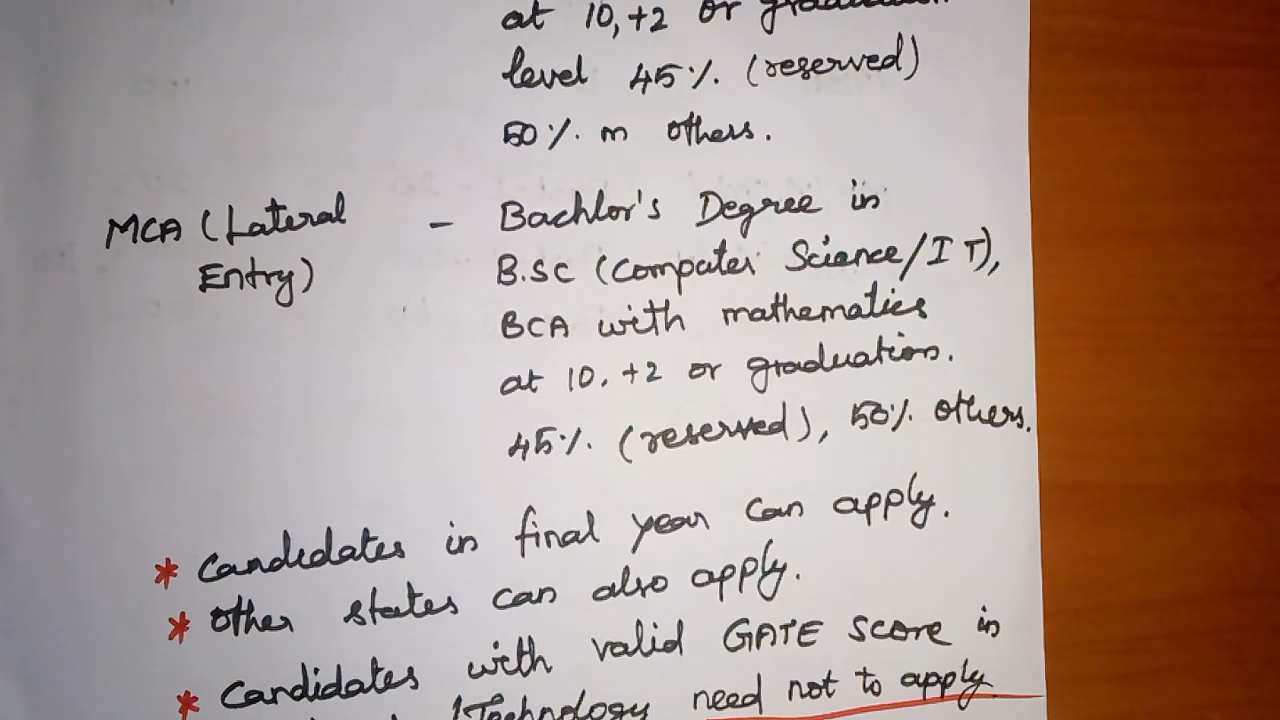 at 10, +2 or graduation
level 45%. (reserved)
50%. m others.
MCA (Lateral Entry) - Bachlor's Degree in
B.SC (Computer Science/IT),
BCA with mathematics
at 10, +2 or graduation.
45%. (reserved), 50%. others.
* Candidates in final year can apply.
* Other states can also apply.
* Candidates with valid GATE SCORE in
/Technology need not to apply